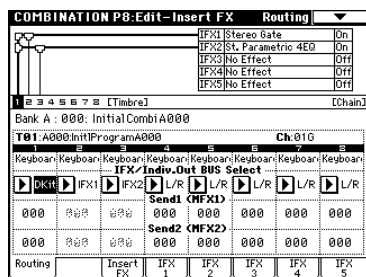 COMBINATION P8:Edit-Insert FX Routing
IFX1 Stereo Gate On
IFX2 St. Parametric 4EQ On
IFX3 No Effect Off
IFX4 No Effect Off
IFX5 No Effect Off
1 2 3 4 5 6 7 8 [Timbre] [Chain]
Bank A : 000: InitialCombiA000
T01:A000:Init1ProgramA000 Ch:01G
1 2 3 4 5 6 7 8
Keyboar Keyboar Keyboar Keyboar Keyboar Keyboar Keyboar Keyboar
IFX/Indiv.Out BUS Select
DKit IFX1 IFX2 L/R L/R L/R L/R L/R
Send1 (MFX1)
000 000 000 000 000 000 000 000
Send2 (MFX2)
000 000 000 000 000 000 000 000
Routing Insert FX IFX 1 IFX 2 IFX 3 IFX 4 IFX 5